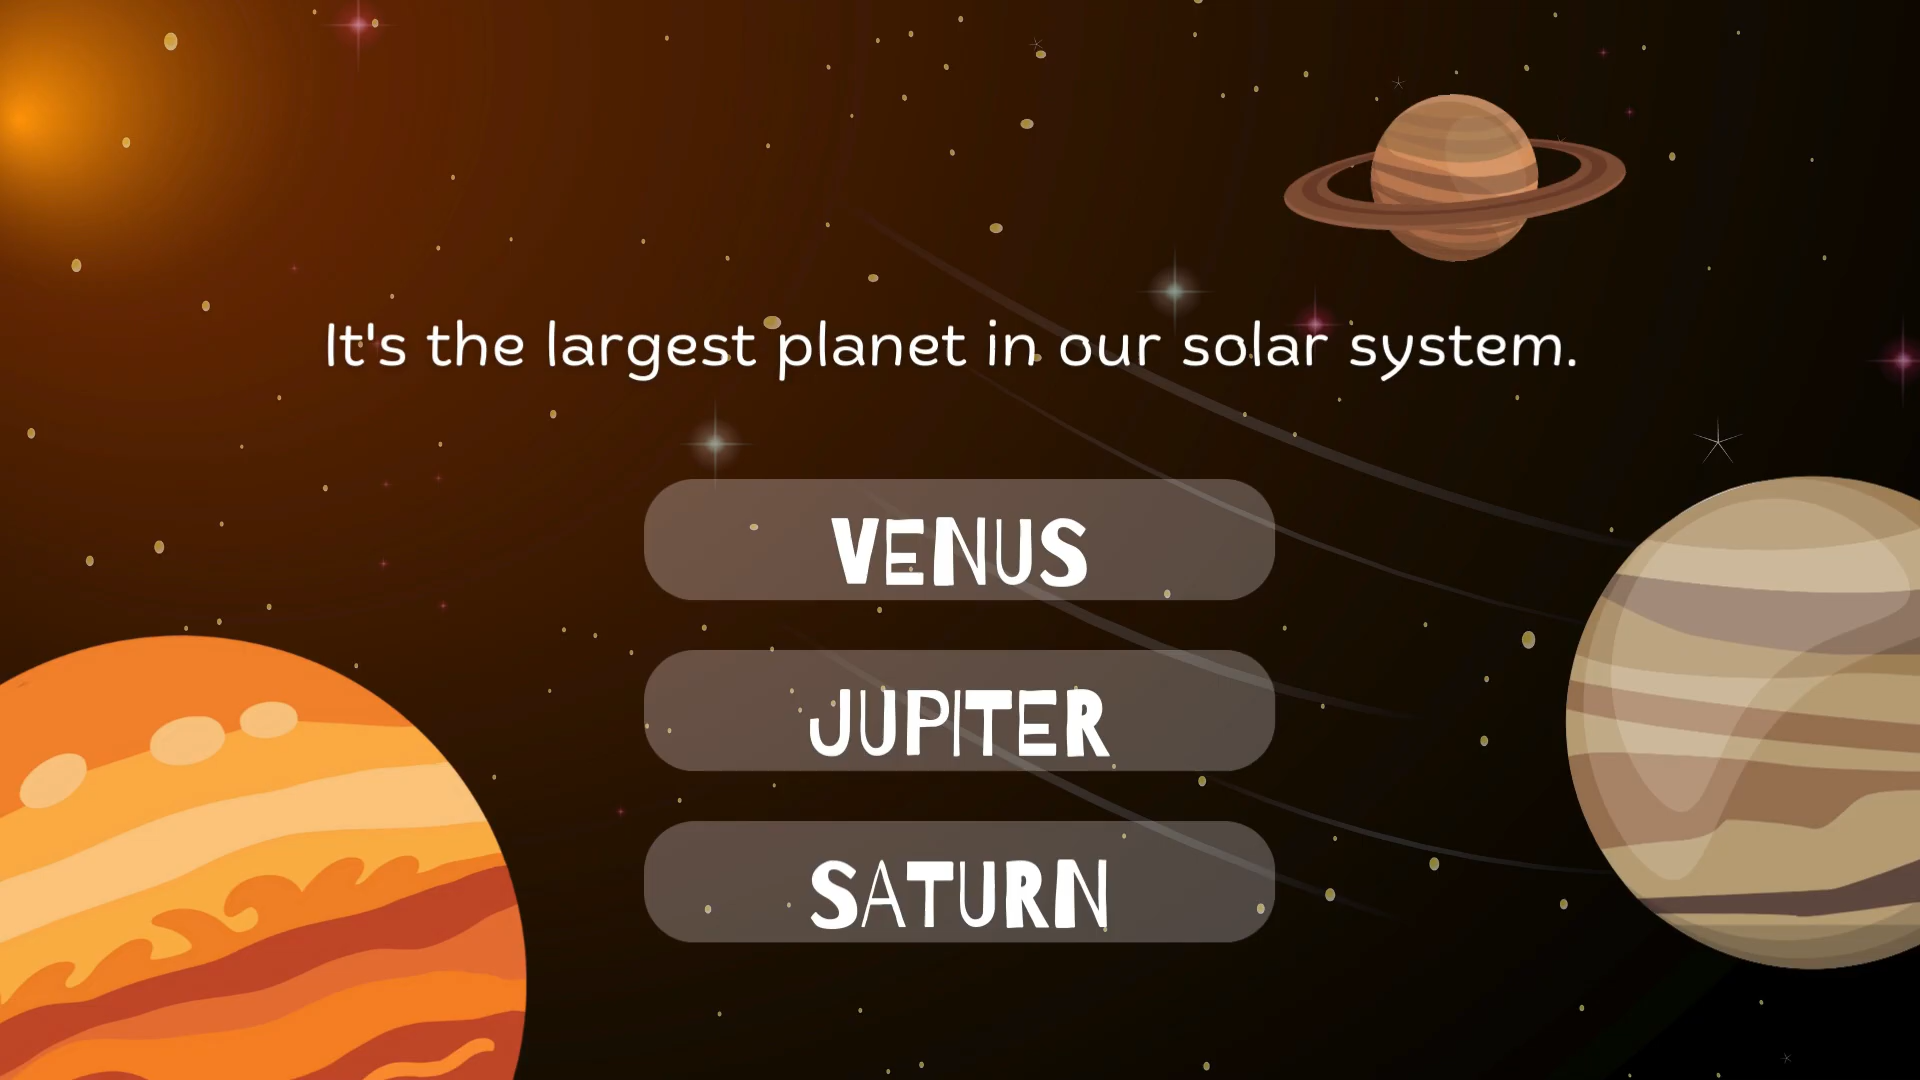 It's the largest planet in our solar system.
VENUS
JUPITER
SATURN